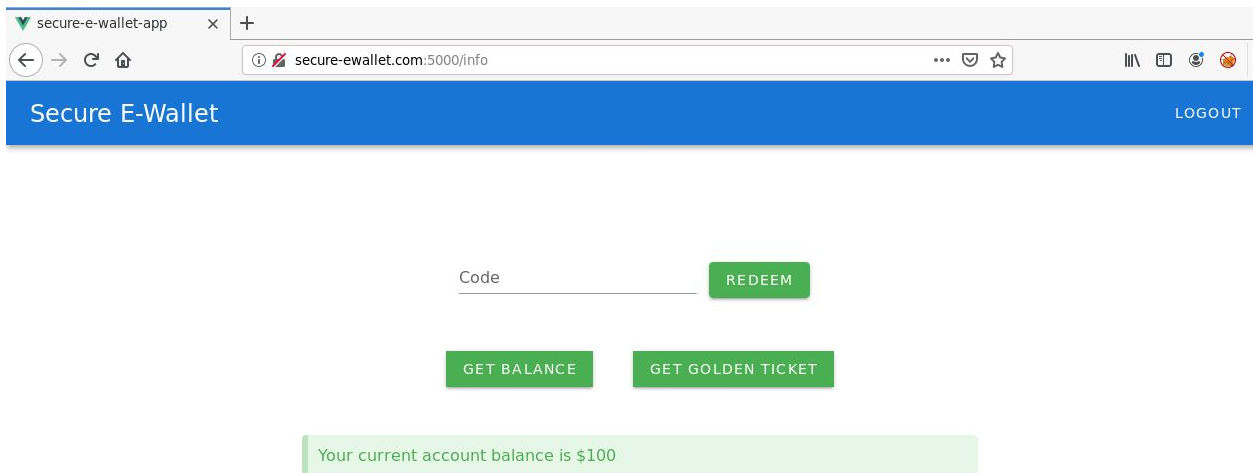 secure-e-wallet-app
secure-ewallet.com:5000/info
Secure E-Wallet
LOGOUT
Code
REDEEM
GET BALANCE
GET GOLDEN TICKET
Your current account balance is $100